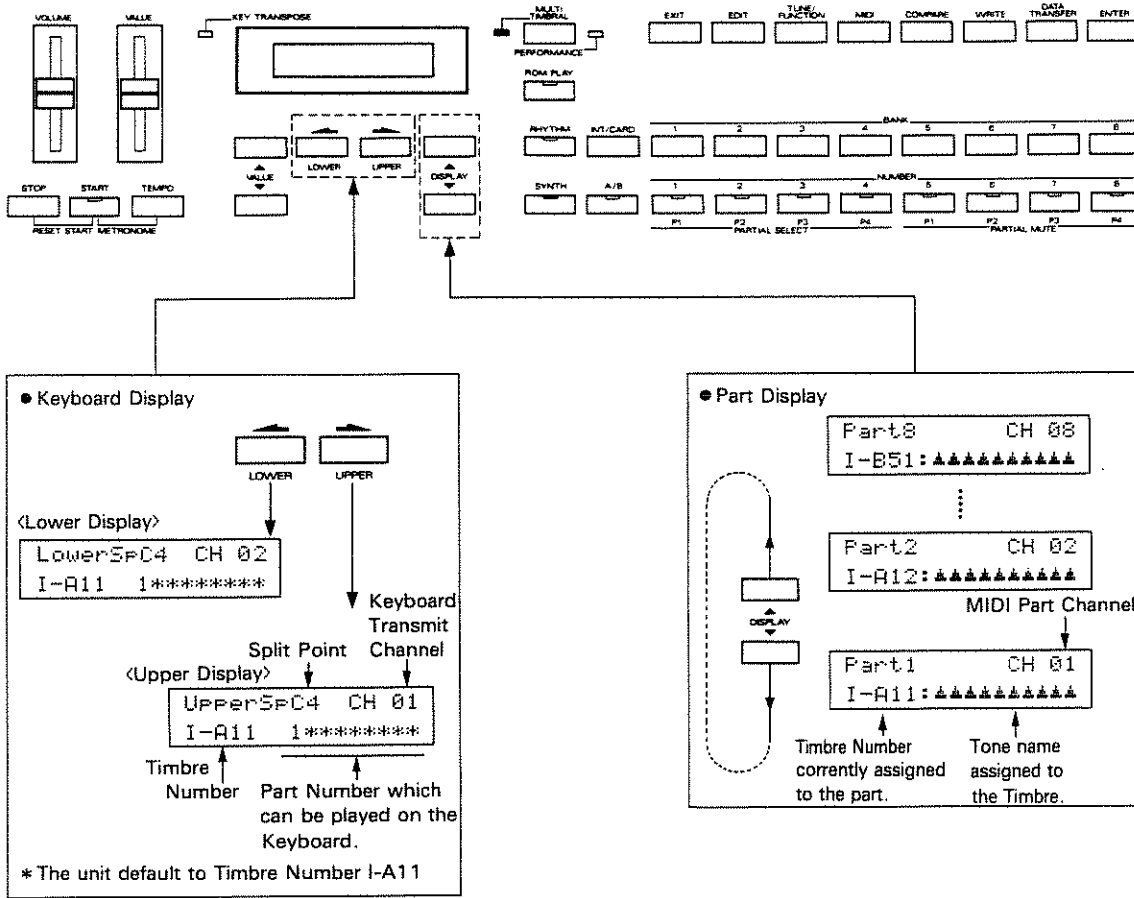 VOLUME VALUE KEY TRANSPOSE MULTI TIMBRAL EXIT EDIT TUNE/FUNCTION MIDI COMPARE WRITE DATA TRANSFER ENTER
PERFORMANCE
ROM PLAY
BANK
RHYTHM INT/CARD 1 2 3 4 5 6 7 8
VALUE LOWER UPPER DISPLAY
NUMBER
STOP START TEMPO SYNTH A/B 1 2 3 4 5 6 7 8
RESET START METRONOME P1 P2 P3 P4 P1 P2 P3 P4
PARTIAL SELECT PARTIAL MUTE
● Keyboard Display
LOWER UPPER
〈Lower Display〉
LowerSpC4 CH 02
I-A11 1********
Keyboard
Transmit
Channel
Split Point
〈Upper Display〉
UpperSpC4 CH 01
I-A11 1********
Timbre
Number
Part Number which
can be played on the
Keyboard.
* The unit default to Timbre Number I-A11
● Part Display
Part8 CH 08
I-B51:
Part2 CH 02
I-A12:
DISPLAY
MIDI Part Channel
Part1 CH 01
I-A11:
Timbre Number
corrently assigned
to the part.
Tone name
assigned to
the Timbre.